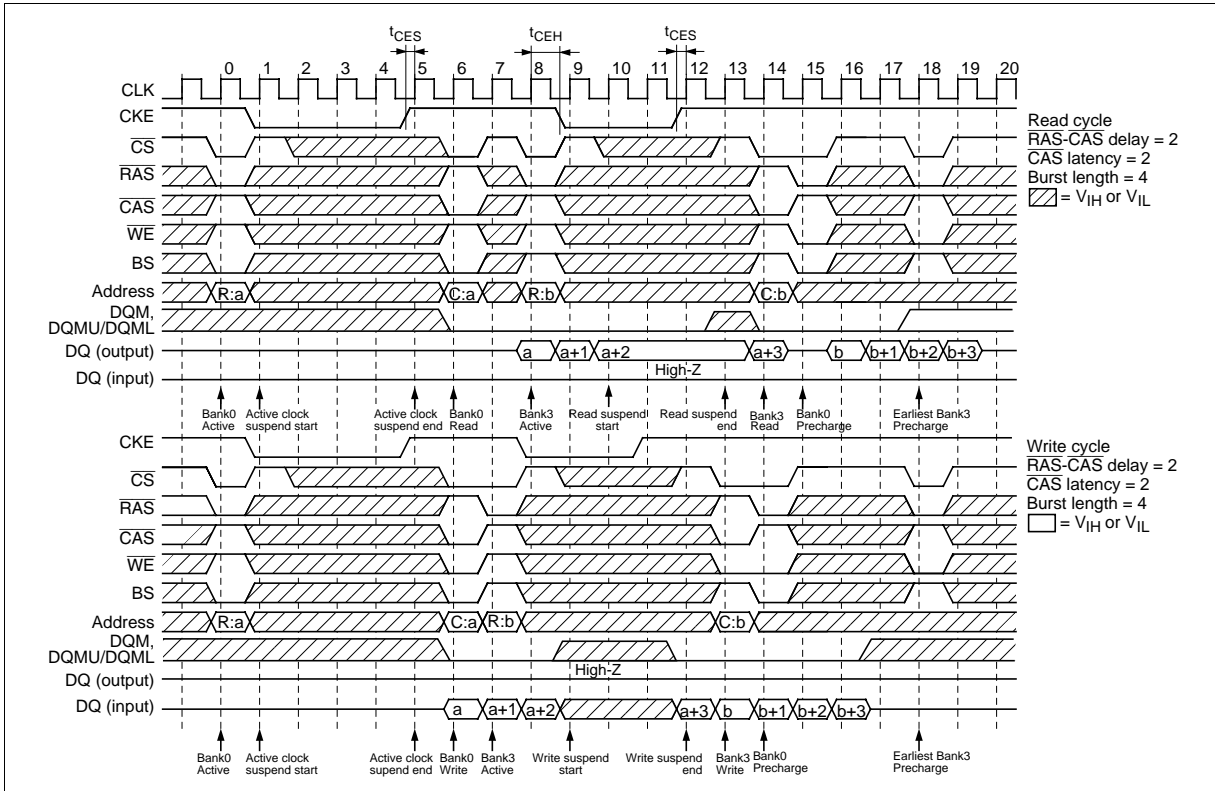 tCES tCEH tCES
0 1 2 3 4 5 6 7 8 9 10 11 12 13 14 15 16 17 18 19 20
CLK
CKE
CS
RAS
CAS
WE
BS
Address R:a C:a R:b C:b
DQM,
DQMU/DQML
DQ (output) a a+1 a+2 a+3 b b+1 b+2 b+3
High-Z
DQ (input)
Bank0 Active
Active clock suspend start
Active clock suspend end
Bank0 Read
Bank3 Active
Read suspend start
Read suspend end
Bank3 Read
Bank0 Precharge
Earliest Bank3 Precharge
Read cycle
RAS-CAS delay = 2
CAS latency = 2
Burst length = 4
= VIH or VIL
CKE
CS
RAS
CAS
WE
BS
Address R:a C:a R:b C:b
DQM,
DQMU/DQML
High-Z
DQ (output)
DQ (input) a a+1 a+2 a+3 b b+1 b+2 b+3
Bank0 Active
Active clock suspend start
Active clock supend end
Bank0 Write
Bank3 Active
Write suspend start
Write suspend end
Bank3 Write
Bank0 Precharge
Earliest Bank3 Precharge
Write cycle
RAS-CAS delay = 2
CAS latency = 2
Burst length = 4
= VIH or VIL